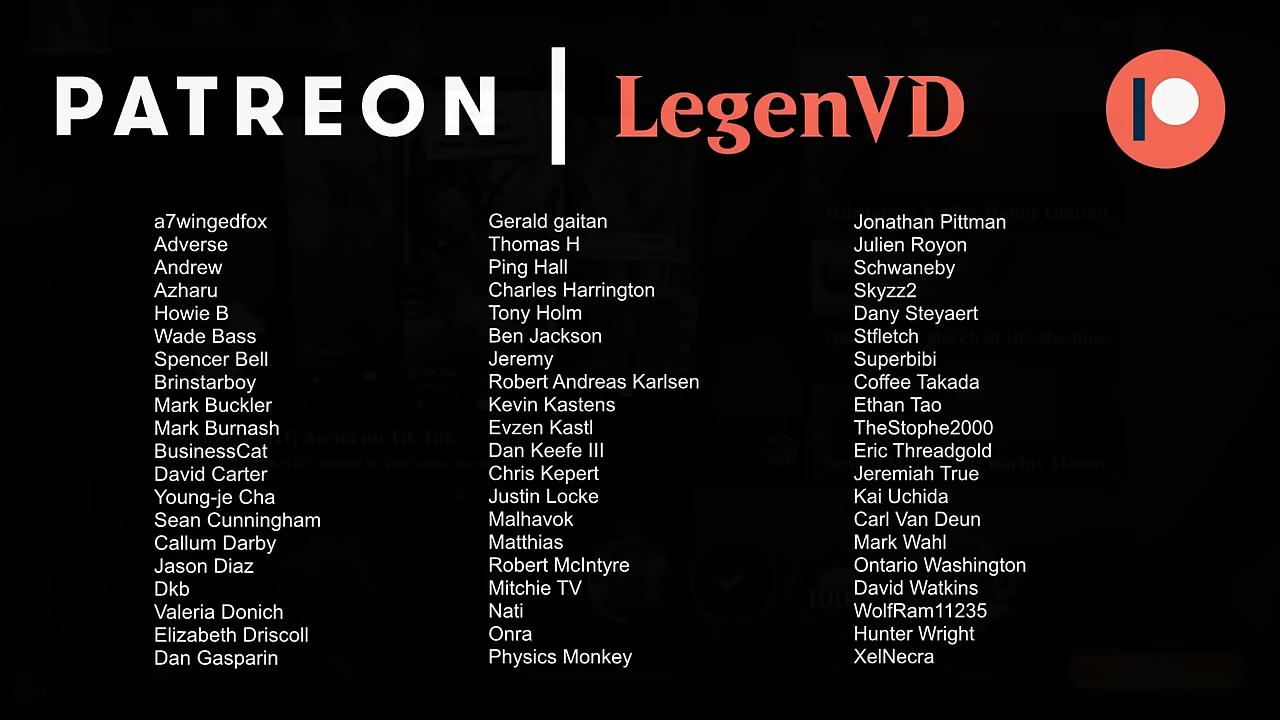 PATREON | LegenVD
a7wingedfox
Adverse
Andrew
Azharu
Howie B
Wade Bass
Spencer Bell
Brinstarboy
Mark Buckler
Mark Burnash
BusinessCat
David Carter
Young-je Cha
Sean Cunningham
Callum Darby
Jason Diaz
Dkb
Valeria Donich
Elizabeth Driscoll
Dan Gasparin
Gerald gaitan
Thomas H
Ping Hall
Charles Harrington
Tony Holm
Ben Jackson
Jeremy
Robert Andreas Karlsen
Kevin Kastens
Evzen Kastl
Dan Keefe III
Chris Kepert
Justin Locke
Malhavok
Matthias
Robert McIntyre
Mitchie TV
Nati
Onra
Physics Monkey
Jonathan Pittman
Julien Royon
Schwaneby
Skyzz2
Dany Steyaert
Stfletch
Superbibi
Coffee Takada
Ethan Tao
TheStophe2000
Eric Threadgold
Jeremiah True
Kai Uchida
Carl Van Deun
Mark Wahl
Ontario Washington
David Watkins
WolfRam11235
Hunter Wright
XelNecra